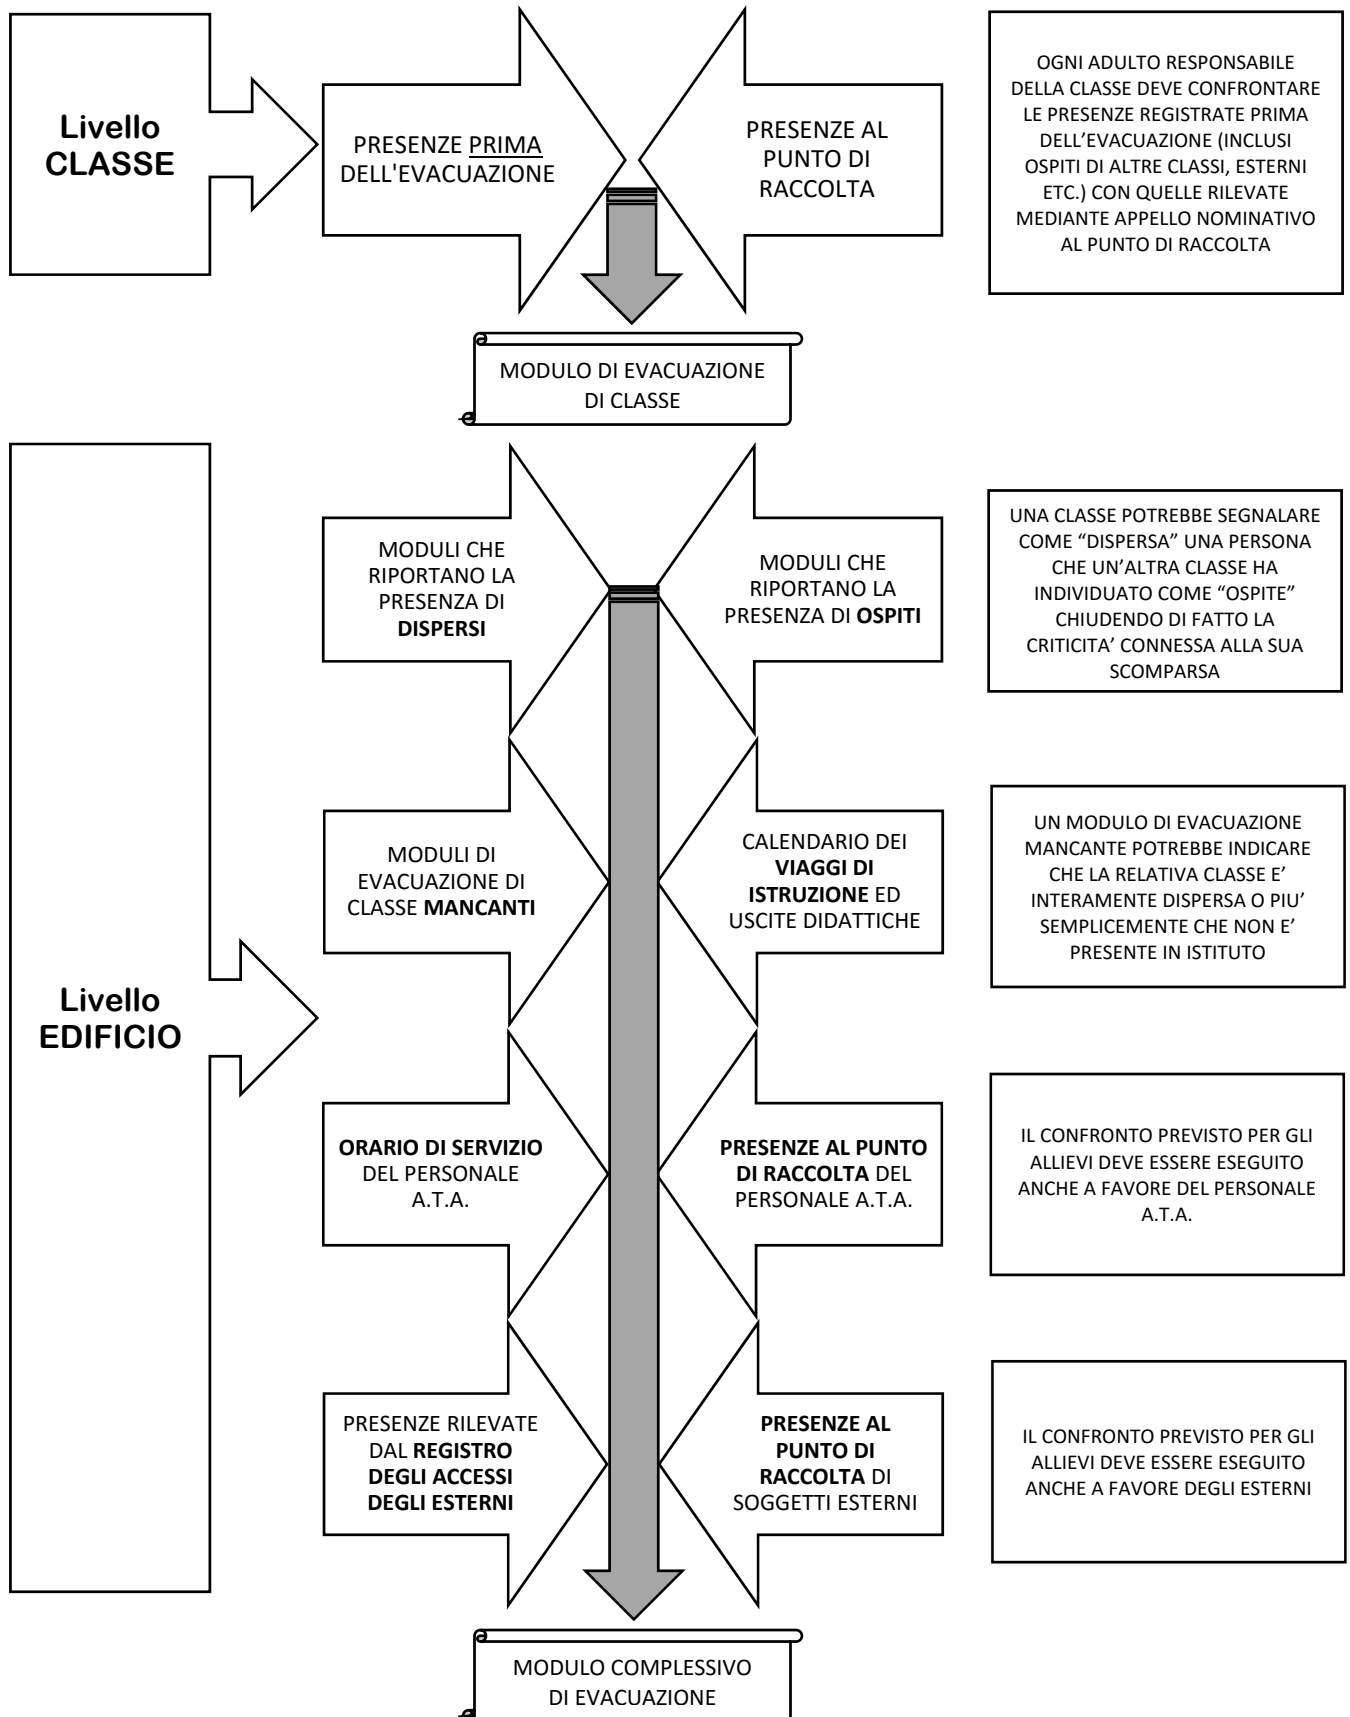 Livello
CLASSE
PRESENZE PRIMA
DELL'EVACUAZIONE
PRESENZE AL
PUNTO DI
RACCOLTA
OGNI ADULTO RESPONSABILE
DELLA CLASSE DEVE CONFRONTARE
LE PRESENZE REGISTRATE PRIMA
DELL’EVACUAZIONE (INCLUSI
OSPITI DI ALTRE CLASSI, ESTERNI
ETC.) CON QUELLE RILEVATE
MEDIANTE APPELLO NOMINATIVO
AL PUNTO DI RACCOLTA
MODULO DI EVACUAZIONE
DI CLASSE
Livello
EDIFICIO
MODULI CHE
RIPORTANO LA
PRESENZA DI
DISPERSI
MODULI CHE
RIPORTANO LA
PRESENZA DI OSPITI
UNA CLASSE POTREBBE SEGNALARE
COME “DISPERSA” UNA PERSONA
CHE UN’ALTRA CLASSE HA
INDIVIDUATO COME “OSPITE”
CHIUDENDO DI FATTO LA
CRITICITA’ CONNESSA ALLA SUA
SCOMPARSA
MODULI DI
EVACUAZIONE DI
CLASSE MANCANTI
CALENDARIO DEI
VIAGGI DI
ISTRUZIONE ED
USCITE DIDATTICHE
UN MODULO DI EVACUAZIONE
MANCANTE POTREBBE INDICARE
CHE LA RELATIVA CLASSE E’
INTERAMENTE DISPERSA O PIU’
SEMPLICEMENTE CHE NON E’
PRESENTE IN ISTITUTO
ORARIO DI SERVIZIO
DEL PERSONALE
A.T.A.
PRESENZE AL PUNTO
DI RACCOLTA DEL
PERSONALE A.T.A.
IL CONFRONTO PREVISTO PER GLI
ALLIEVI DEVE ESSERE ESEGUITO
ANCHE A FAVORE DEL PERSONALE
A.T.A.
PRESENZE RILEVATE
DAL REGISTRO
DEGLI ACCESSI
DEGLI ESTERNI
PRESENZE AL
PUNTO DI
RACCOLTA DI
SOGGETTI ESTERNI
IL CONFRONTO PREVISTO PER GLI
ALLIEVI DEVE ESSERE ESEGUITO
ANCHE A FAVORE DEGLI ESTERNI
MODULO COMPLESSIVO
DI EVACUAZIONE